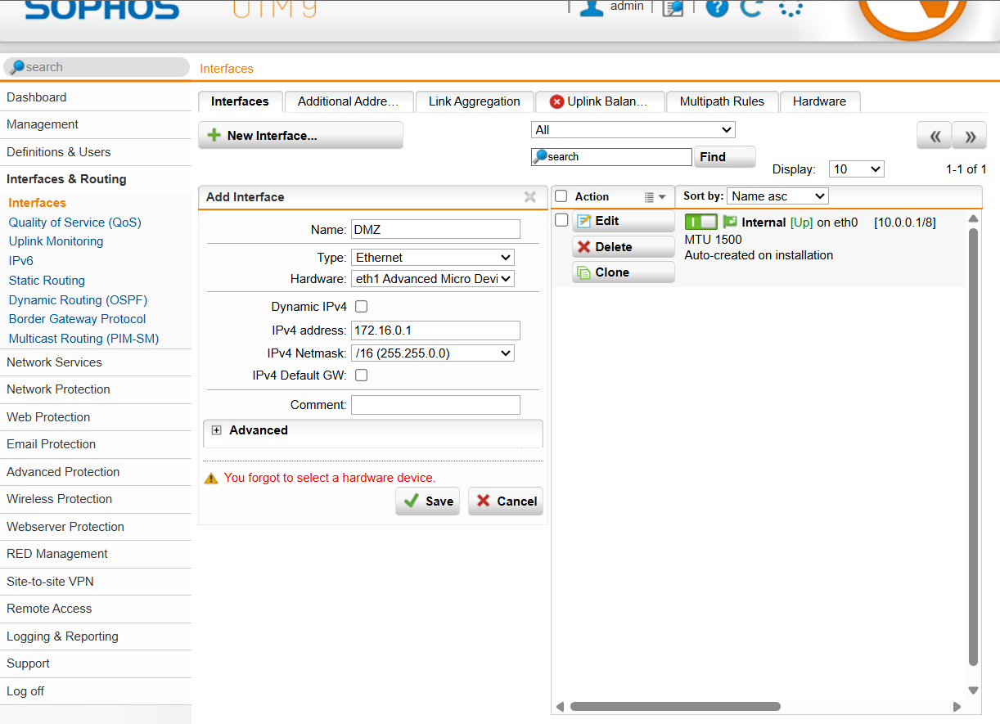 SOPHOS UTM 9
admin
search
Interfaces
Dashboard
Management
Definitions & Users
Interfaces & Routing
Interfaces
Quality of Service (QoS)
Uplink Monitoring
IPv6
Static Routing
Dynamic Routing (OSPF)
Border Gateway Protocol
Multicast Routing (PIM-SM)
Network Services
Network Protection
Web Protection
Email Protection
Advanced Protection
Wireless Protection
Webserver Protection
RED Management
Site-to-site VPN
Remote Access
Logging & Reporting
Support
Log off
Interfaces Additional Addre… Link Aggregation Uplink Balan… Multipath Rules Hardware
New Interface...
All
search Find
Display: 10 1-1 of 1
Add Interface
Name: DMZ
Type: Ethernet
Hardware: eth1 Advanced Micro Devi
Dynamic IPv4
IPv4 address: 172.16.0.1
IPv4 Netmask: /16 (255.255.0.0)
IPv4 Default GW:
Comment:
Advanced
You forgot to select a hardware device.
Save Cancel
Action Sort by: Name asc
Edit
Delete
Clone
Internal [Up] on eth0 [10.0.0.1/8]
MTU 1500
Auto-created on installation